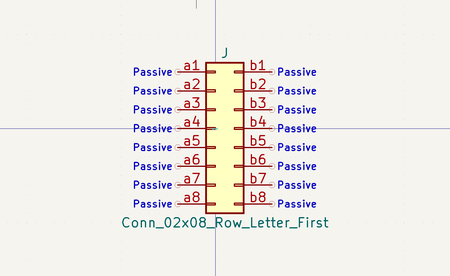 J
Passive a1 b1 Passive
Passive a2 b2 Passive
Passive a3 b3 Passive
Passive a4 b4 Passive
Passive a5 b5 Passive
Passive a6 b6 Passive
Passive a7 b7 Passive
Passive a8 b8 Passive
Conn_02x08_Row_Letter_First